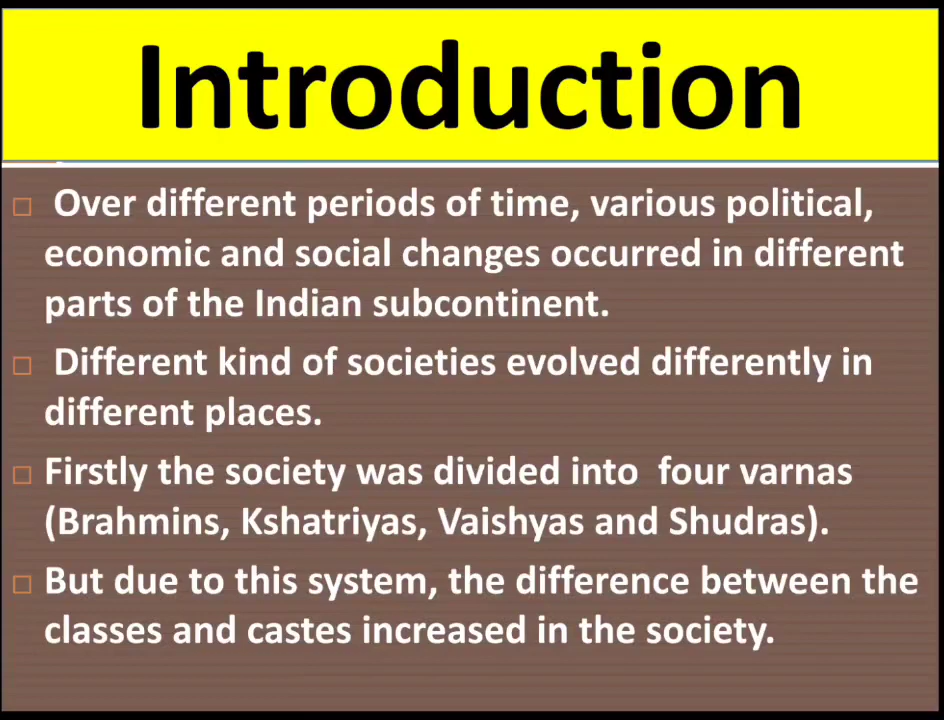 Introduction
Over different periods of time, various political,
economic and social changes occurred in different
parts of the Indian subcontinent.
Different kind of societies evolved differently in
different places.
Firstly the society was divided into four varnas
(Brahmins, Kshatriyas, Vaishyas and Shudras).
But due to this system, the difference between the
classes and castes increased in the society.